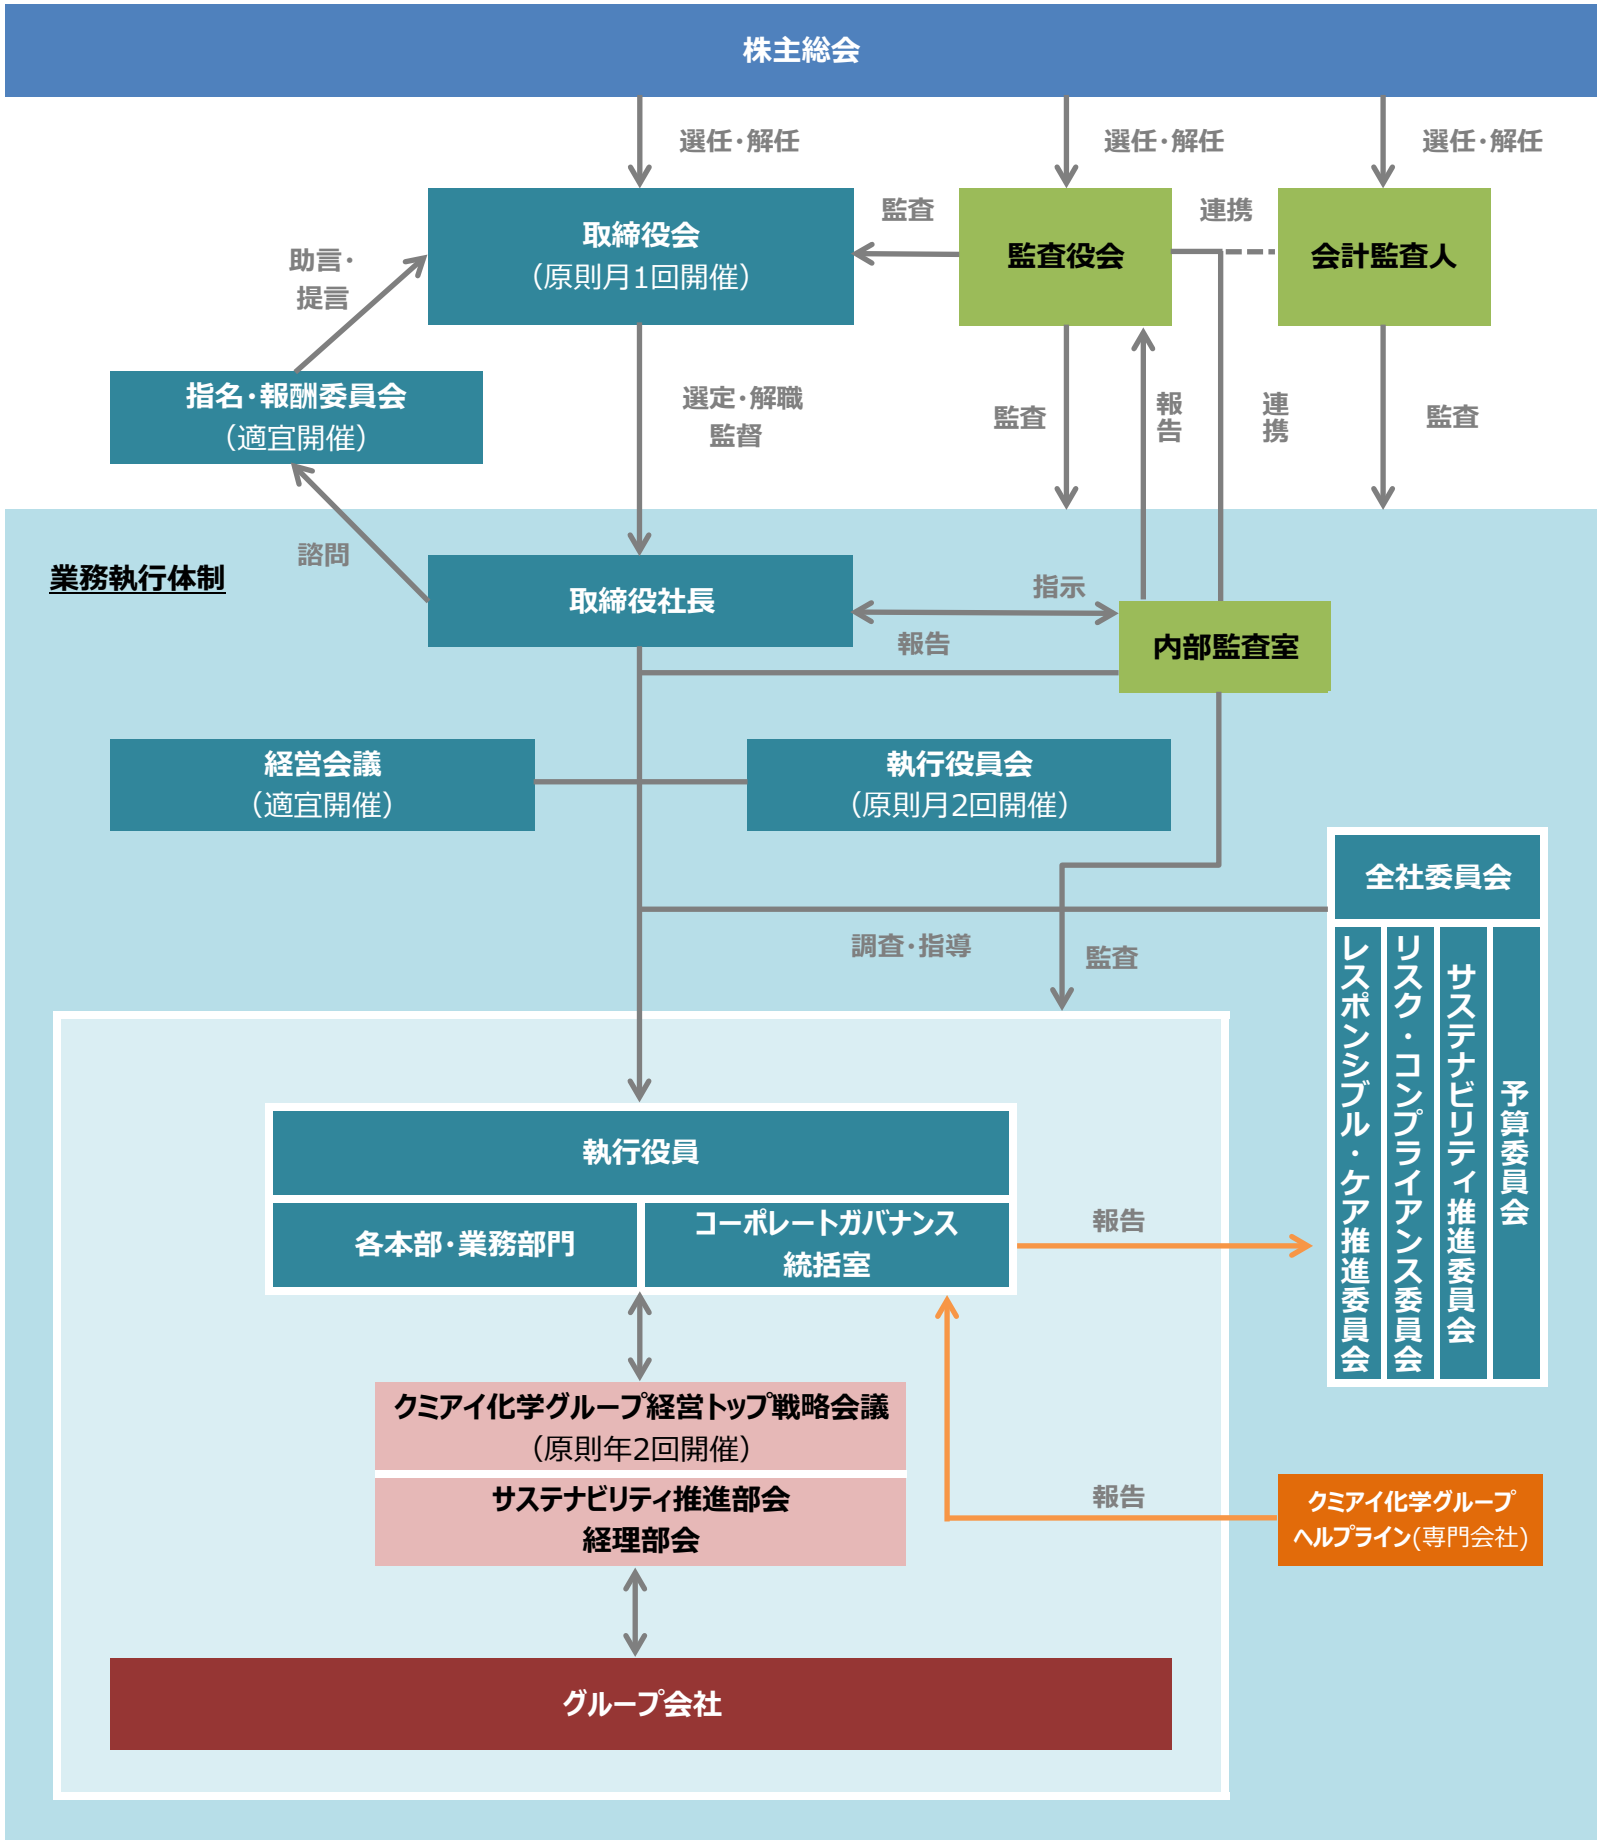 株主総会
選任・解任
選任・解任
選任・解任
取締役会
（原則月1回開催）
監査
監査役会
連携
会計監査人
助言・
提言
指名・報酬委員会
（適宜開催）
選定・解職
監督
監査
報告
連携
監査
諮問
業務執行体制
取締役社長
指示
報告
内部監査室
経営会議
（適宜開催）
執行役員会
（原則月2回開催）
全社委員会
レスポンシブル・ケア推進委員会
リスク・コンプライアンス委員会
サステナビリティ推進委員会
予算委員会
調査・指導
監査
執行役員
各本部・業務部門
コーポレートガバナンス
統括室
報告
クミアイ化学グループ経営トップ戦略会議
（原則年2回開催）
サステナビリティ推進部会
経理部会
報告
クミアイ化学グループ
ヘルプライン(専門会社)
グループ会社